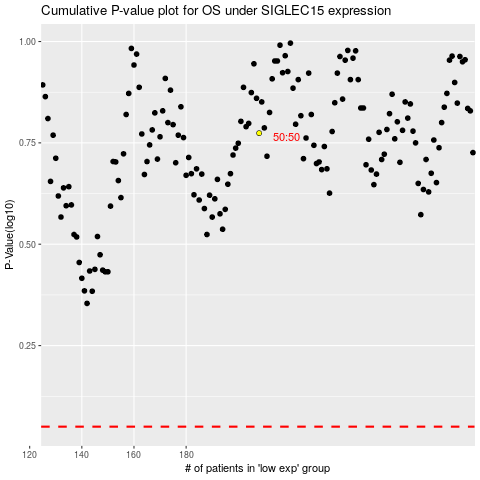 Cumulative P-value plot for OS under SIGLEC15 expression
1.00
0.75
0.50
0.25
50:50
P-Value(log10)
120 140 160 180
# of patients in 'low exp' group